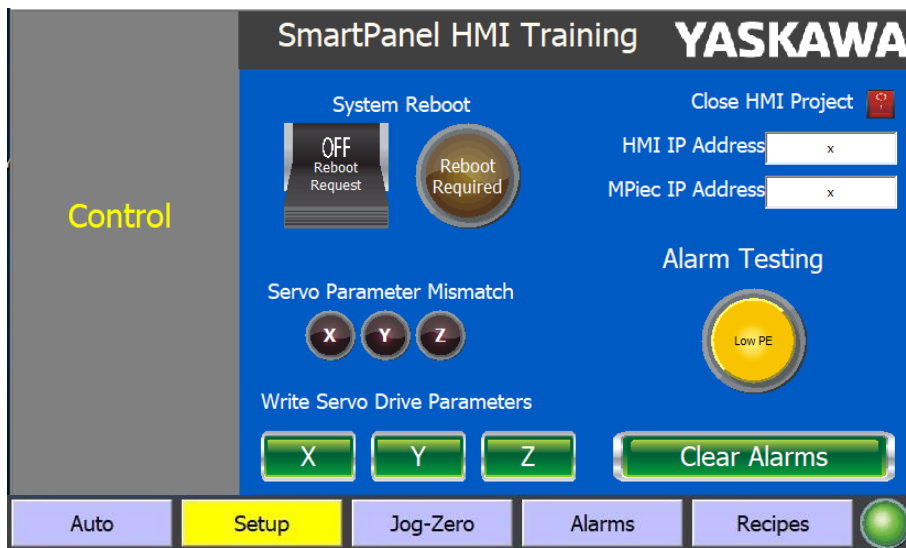 SmartPanel HMI Training YASKAWA
Control
System Reboot
OFF
Reboot
Request
Reboot
Required
Close HMI Project
HMI IP Address x
MPiec IP Address x
Servo Parameter Mismatch
X Y Z
Alarm Testing
Low PE
Write Servo Drive Parameters
X Y Z
Clear Alarms
Auto Setup Jog-Zero Alarms Recipes